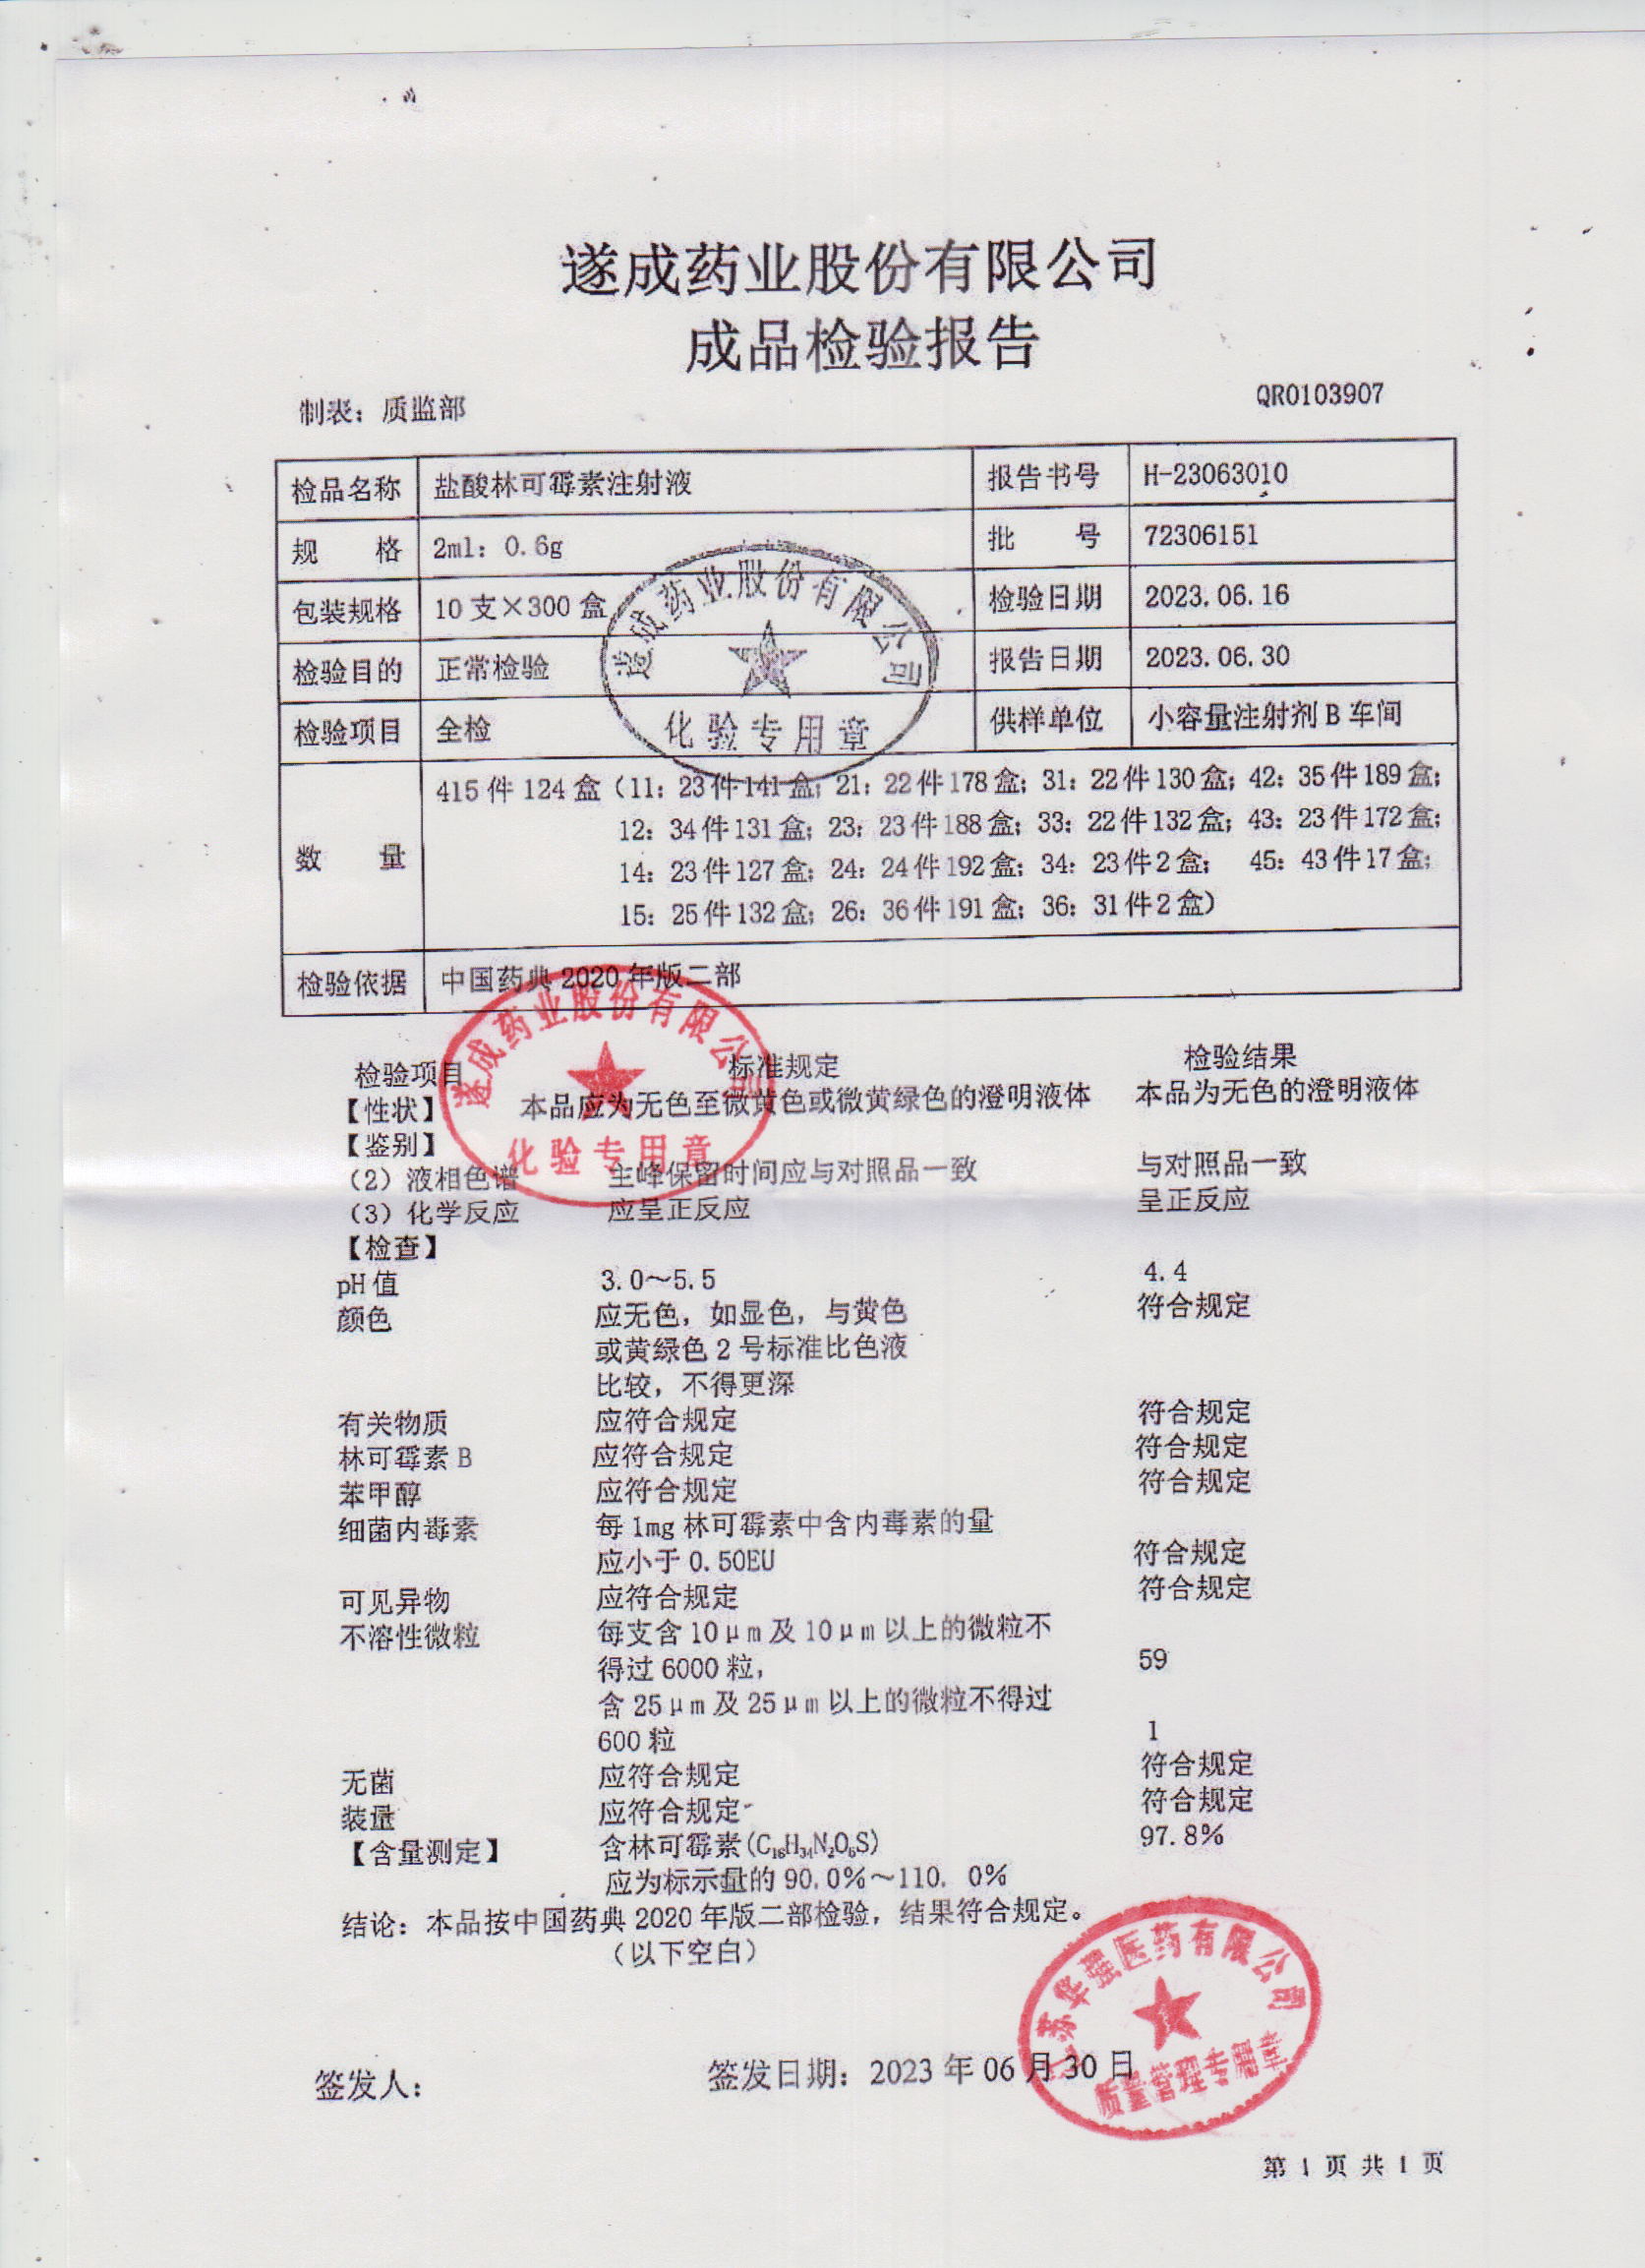 遂成药业股份有限公司
成品检验报告
制表：质监部 QR0103907
检品名称 盐酸林可霉素注射液 报告书号 H-23063010
规 格 2ml：0.6g 批 号 72306151
包装规格 10支×300盒 检验日期 2023.06.16
检验目的 正常检验 报告日期 2023.06.30
检验项目 全检 供样单位 小容量注射剂B车间
遂成药业股份有限公司
化验专用章
数 量 415件124盒（11：23件141盒；21：22件178盒；31：22件130盒；42：35件189盒；
12：34件131盒；23：23件188盒；33：22件132盒；43：23件172盒；
14：23件127盒；24：24件192盒；34：23件2盒； 45：43件17盒；
15：25件132盒；26：36件191盒；36：31件2盒）
检验依据 中国药典2020年版二部
遂成药业股份有限公司
化验专用章
检验项目 标准规定 检验结果
【性状】 本品应为无色至微黄色或微黄绿色的澄明液体 本品为无色的澄明液体
【鉴别】
（2）液相色谱 主峰保留时间应与对照品一致 与对照品一致
（3）化学反应 应呈正反应 呈正反应
【检查】
pH值 3.0～5.5 4.4
颜色 应无色，如显色，与黄色 符合规定
或黄绿色2号标准比色液
比较，不得更深
有关物质 应符合规定 符合规定
林可霉素B 应符合规定 符合规定
苯甲醇 应符合规定 符合规定
细菌内毒素 每1mg林可霉素中含内毒素的量
应小于0.50EU 符合规定
可见异物 应符合规定 符合规定
不溶性微粒 每支含10μm及10μm以上的微粒不
得过6000粒， 59
含25μm及25μm以上的微粒不得过
600粒 1
无菌 应符合规定 符合规定
装量 应符合规定 符合规定
【含量测定】 含林可霉素(C₁₈H₃₄N₂O₆S) 97.8%
应为标示量的90.0%～110.0%
结论：本品按中国药典2020年版二部检验，结果符合规定。
（以下空白）
江苏华强医药有限公司
质量管理专用章
签发人： 签发日期：2023年06月30日
第1页共1页